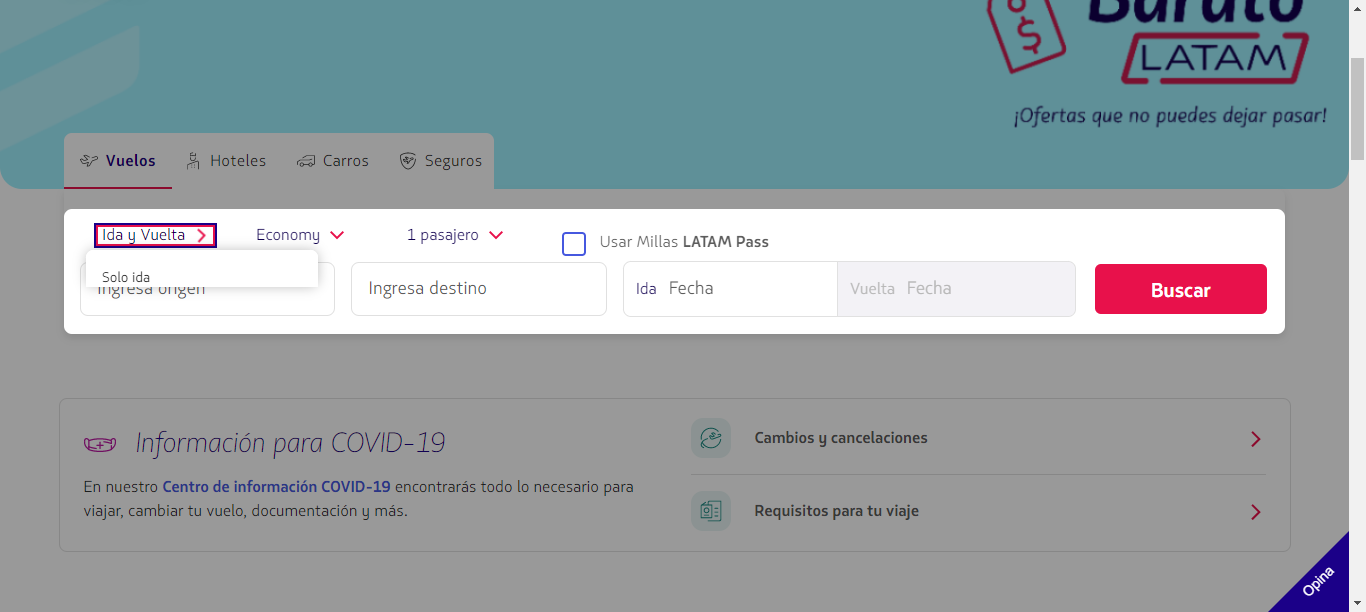 Barato
LATAM
¡Ofertas que no puedes dejar pasar!
Vuelos Hoteles Carros Seguros
Ida y Vuelta Economy 1 pasajero Usar Millas LATAM Pass
Solo ida
Ingresa origen Ingresa destino Ida Fecha Vuelta Fecha Buscar
Información para COVID-19
En nuestro Centro de información COVID-19 encontrarás todo lo necesario para
viajar, cambiar tu vuelo, documentación y más.
Cambios y cancelaciones
Requisitos para tu viaje
Opina